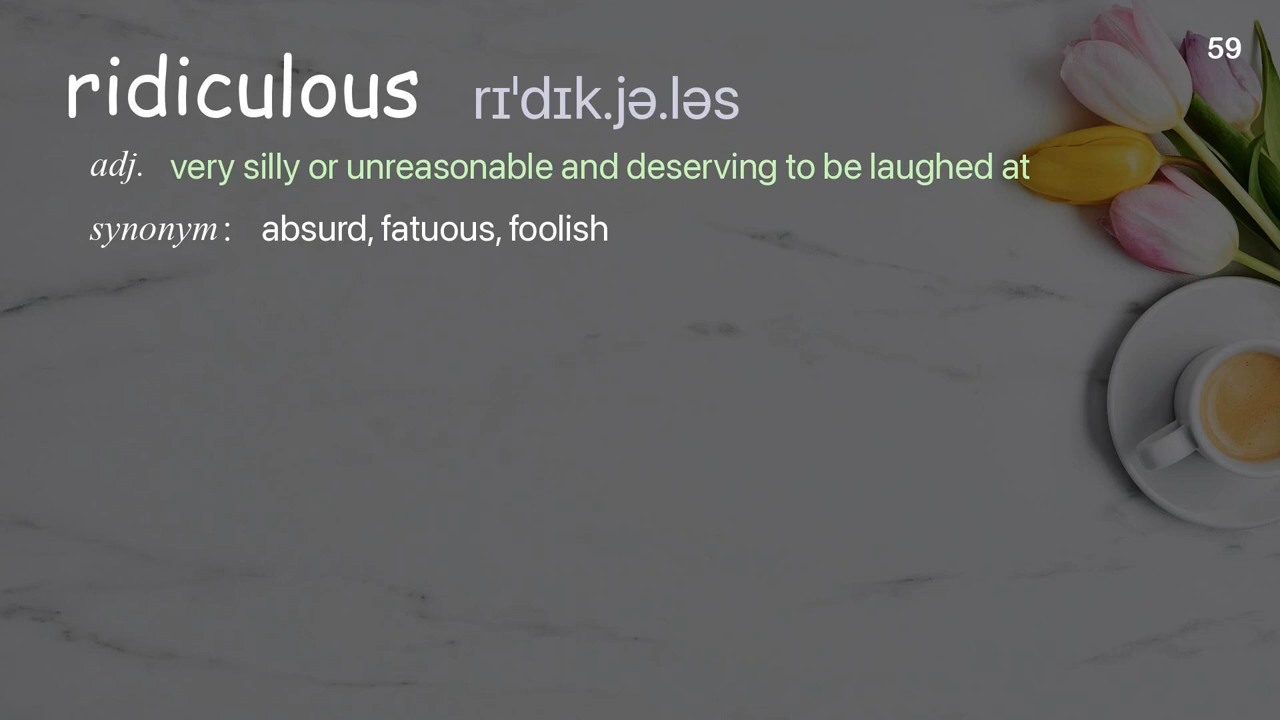 59
ridiculous rɪˈdɪk.jə.ləs
adj. very silly or unreasonable and deserving to be laughed at
synonym: absurd, fatuous, foolish